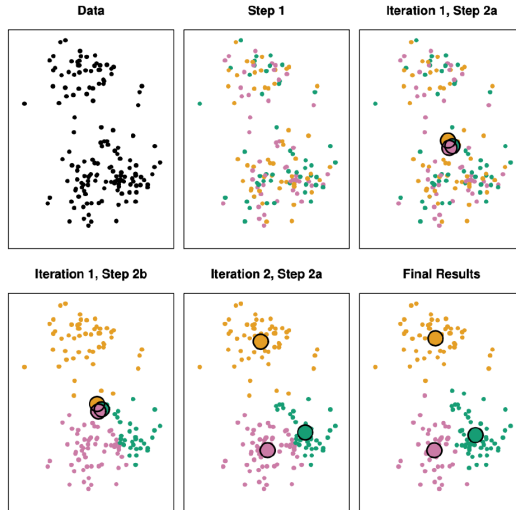 Data
Step 1
Iteration 1, Step 2a
Iteration 1, Step 2b
Iteration 2, Step 2a
Final Results